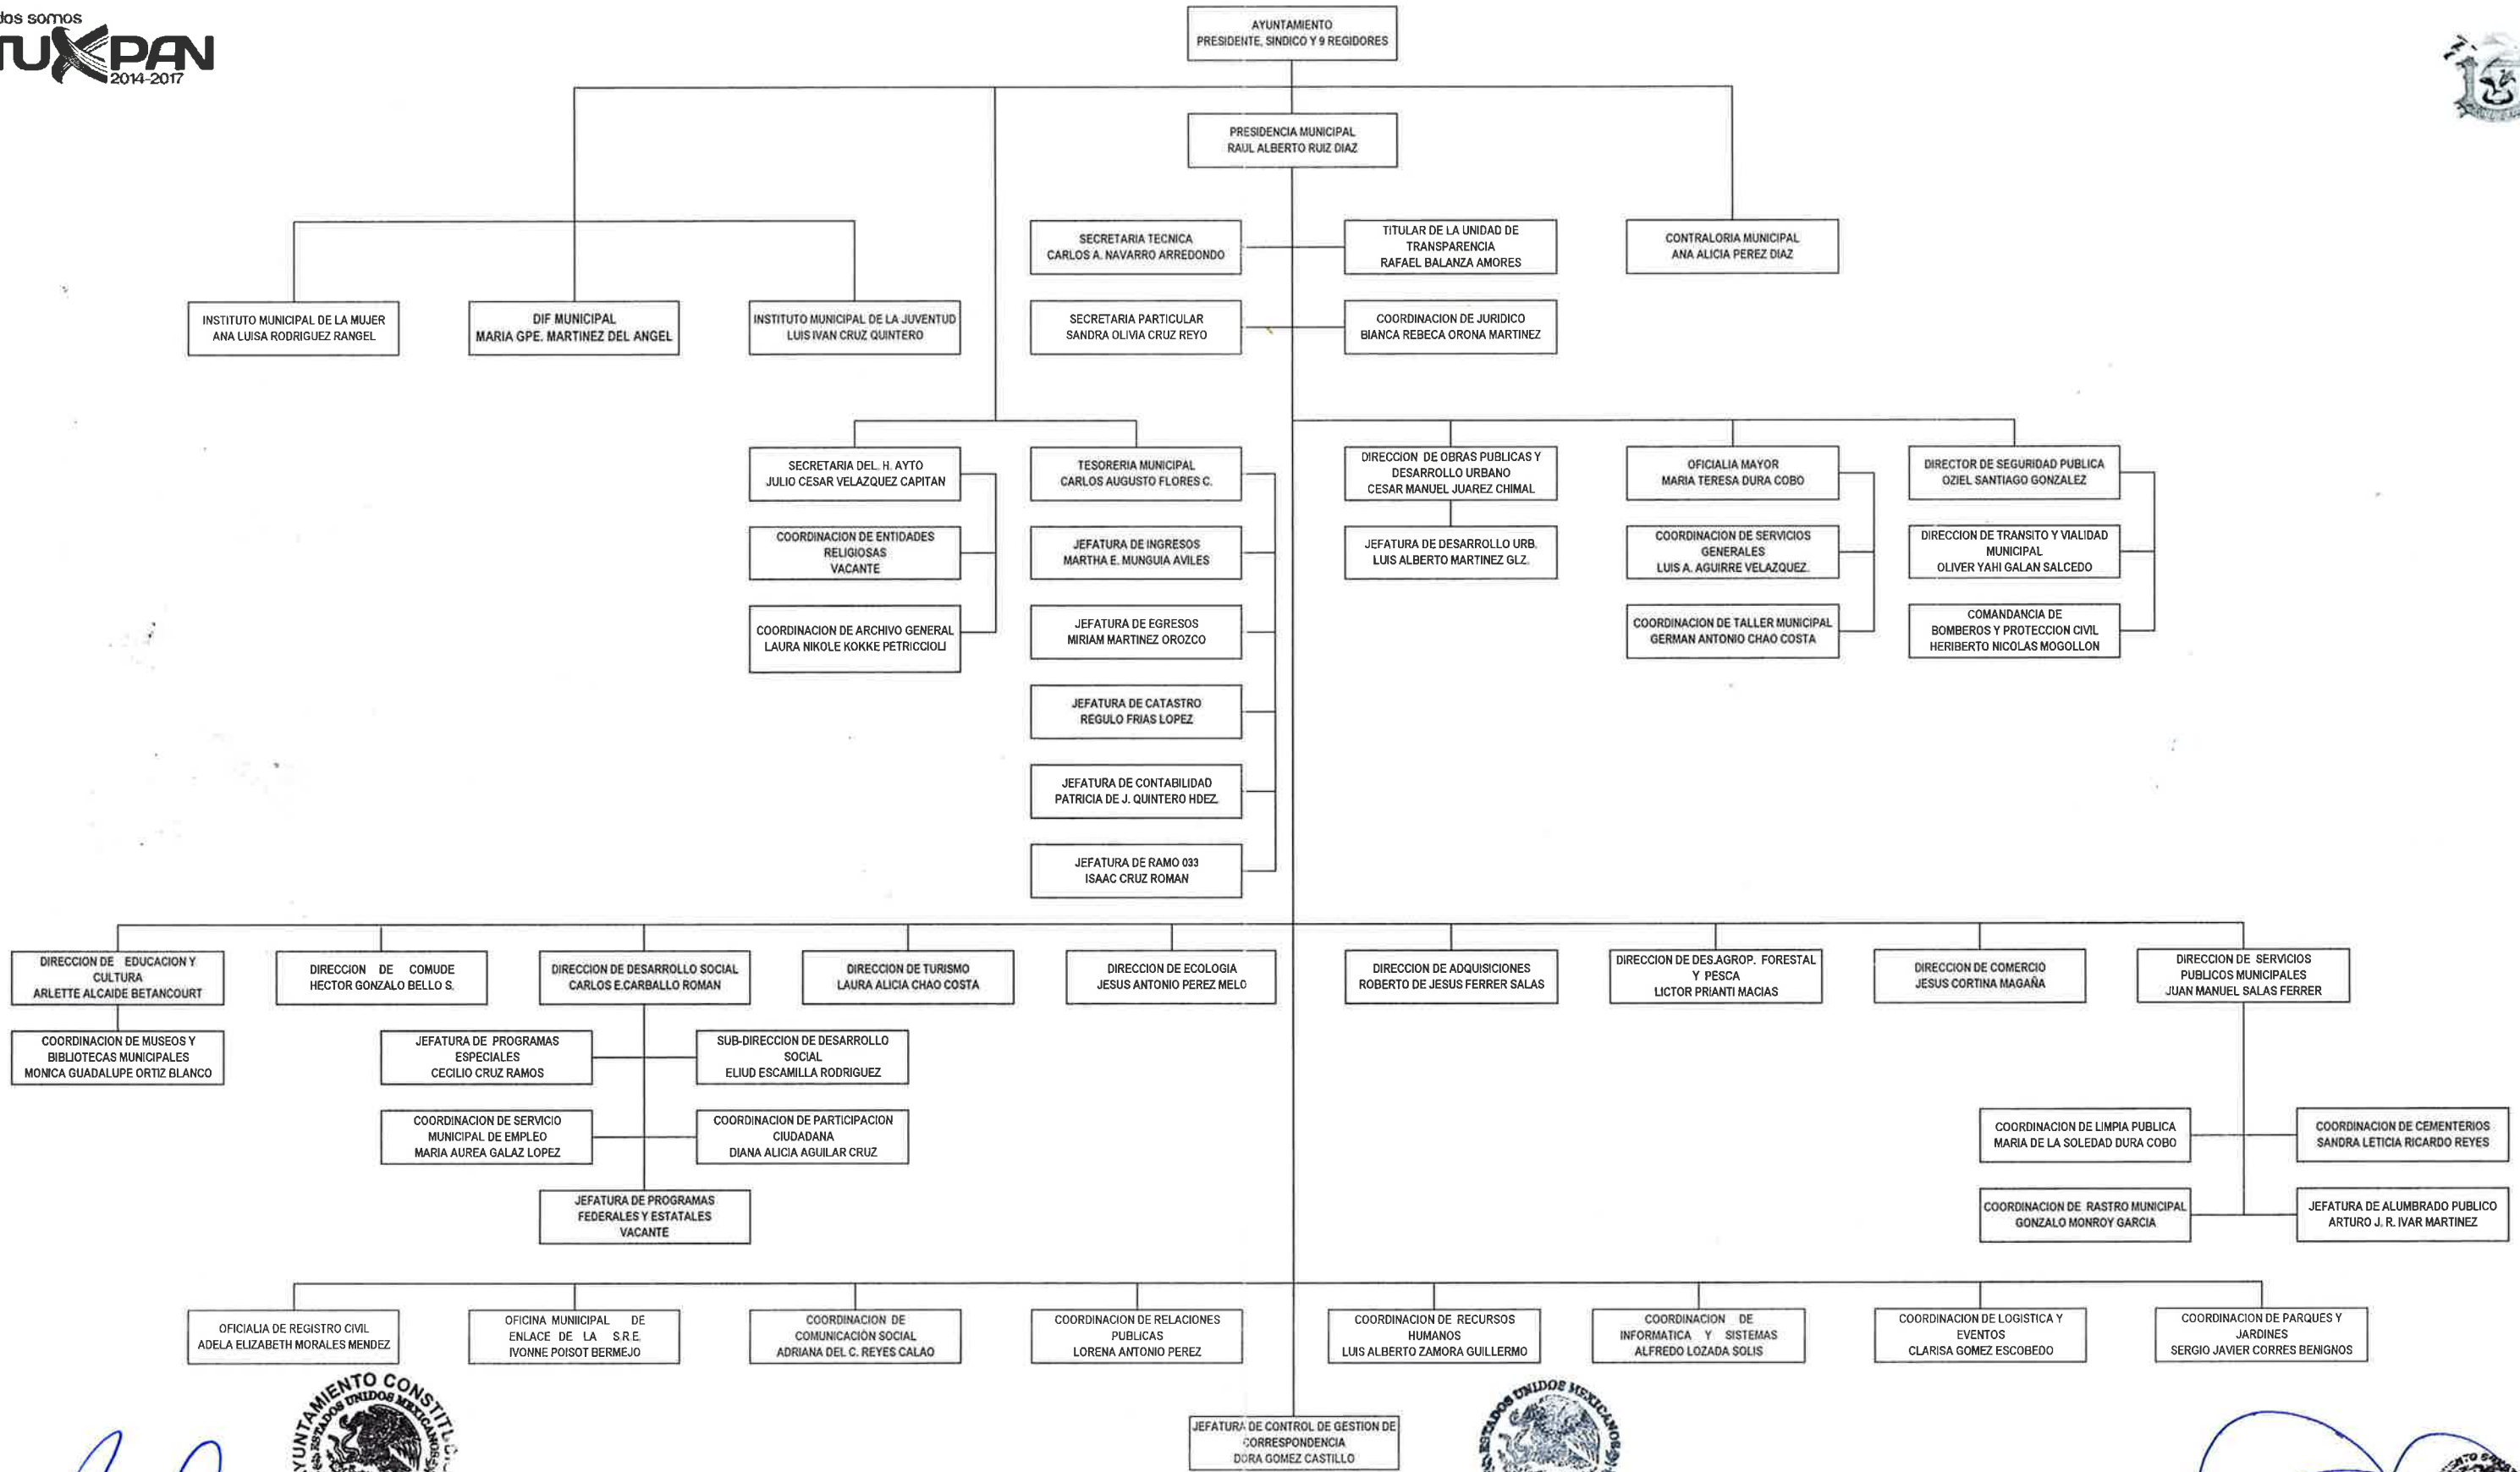 dos somos
TUXPAN
2014-2017
AYUNTAMIENTO
PRESIDENTE, SINDICO Y 9 REGIDORES
PRESIDENCIA MUNICIPAL
RAUL ALBERTO RUIZ DIAZ
SECRETARIA TECNICA
CARLOS A. NAVARRO ARREDONDO
TITULAR DE LA UNIDAD DE
TRANSPARENCIA
RAFAEL BALANZA AMORES
CONTRALORIA MUNICIPAL
ANA ALICIA PEREZ DIAZ
INSTITUTO MUNICIPAL DE LA MUJER
ANA LUISA RODRIGUEZ RANGEL
DIF MUNICIPAL
MARIA GPE. MARTINEZ DEL ANGEL
INSTITUTO MUNICIPAL DE LA JUVENTUD
LUIS IVAN CRUZ QUINTERO
SECRETARIA PARTICULAR
SANDRA OLIVIA CRUZ REYO
COORDINACION DE JURIDICO
BIANCA REBECA ORONA MARTINEZ
SECRETARIA DEL. H. AYTO
JULIO CESAR VELAZQUEZ CAPITAN
TESORERIA MUNICIPAL
CARLOS AUGUSTO FLORES C.
DIRECCION DE OBRAS PUBLICAS Y
DESARROLLO URBANO
CESAR MANUEL JUAREZ CHIMAL
OFICIALIA MAYOR
MARIA TERESA DURA COBO
DIRECTOR DE SEGURIDAD PUBLICA
OZIEL SANTIAGO GONZALEZ
COORDINACION DE ENTIDADES
RELIGIOSAS
VACANTE
JEFATURA DE INGRESOS
MARTHA E. MUNGUIA AVILES
JEFATURA DE DESARROLLO URB.
LUIS ALBERTO MARTINEZ GLZ.
COORDINACION DE SERVICIOS
GENERALES
LUIS A. AGUIRRE VELAZQUEZ.
DIRECCION DE TRANSITO Y VIALIDAD
MUNICIPAL
OLIVER YAHI GALAN SALCEDO
COORDINACION DE ARCHIVO GENERAL
LAURA NIKOLE KOKKE PETRICCIOLI
JEFATURA DE EGRESOS
MIRIAM MARTINEZ OROZCO
COORDINACION DE TALLER MUNICIPAL
GERMAN ANTONIO CHAO COSTA
COMANDANCIA DE
BOMBEROS Y PROTECCION CIVIL
HERIBERTO NICOLAS MOGOLLON
JEFATURA DE CATASTRO
REGULO FRIAS LOPEZ
JEFATURA DE CONTABILIDAD
PATRICIA DE J. QUINTERO HDEZ.
JEFATURA DE RAMO 033
ISAAC CRUZ ROMAN
DIRECCION DE EDUCACION Y
CULTURA
ARLETTE ALCAIDE BETANCOURT
DIRECCION DE COMUDE
HECTOR GONZALO BELLO S.
DIRECCION DE DESARROLLO SOCIAL
CARLOS E.CARBALLO ROMAN
DIRECCION DE TURISMO
LAURA ALICIA CHAO COSTA
DIRECCION DE ECOLOGIA
JESUS ANTONIO PEREZ MELO
DIRECCION DE ADQUISICIONES
ROBERTO DE JESUS FERRER SALAS
DIRECCION DE DES.AGROP. FORESTAL
Y PESCA
LICTOR PRIANTI MACIAS
DIRECCION DE COMERCIO
JESUS CORTINA MAGAÑA
DIRECCION DE SERVICIOS
PUBLICOS MUNICIPALES
JUAN MANUEL SALAS FERRER
COORDINACION DE MUSEOS Y
BIBLIOTECAS MUNICIPALES
MONICA GUADALUPE ORTIZ BLANCO
JEFATURA DE PROGRAMAS
ESPECIALES
CECILIO CRUZ RAMOS
SUB-DIRECCION DE DESARROLLO
SOCIAL
ELIUD ESCAMILLA RODRIGUEZ
COORDINACION DE SERVICIO
MUNICIPAL DE EMPLEO
MARIA AUREA GALAZ LOPEZ
COORDINACION DE PARTICIPACION
CIUDADANA
DIANA ALICIA AGUILAR CRUZ
COORDINACION DE LIMPIA PUBLICA
MARIA DE LA SOLEDAD DURA COBO
COORDINACION DE CEMENTERIOS
SANDRA LETICIA RICARDO REYES
JEFATURA DE PROGRAMAS
FEDERALES Y ESTATALES
VACANTE
COORDINACION DE RASTRO MUNICIPAL
GONZALO MONROY GARCIA
JEFATURA DE ALUMBRADO PUBLICO
ARTURO J. R. IVAR MARTINEZ
OFICIALIA DE REGISTRO CIVIL
ADELA ELIZABETH MORALES MENDEZ
OFICINA MUNIICIPAL DE
ENLACE DE LA S.R.E.
IVONNE POISOT BERMEJO
COORDINACION DE
COMUNICACIÓN SOCIAL
ADRIANA DEL C. REYES CALAO
COORDINACION DE RELACIONES
PUBLICAS
LORENA ANTONIO PEREZ
COORDINACION DE RECURSOS
HUMANOS
LUIS ALBERTO ZAMORA GUILLERMO
COORDINACION DE
INFORMATICA Y SISTEMAS
ALFREDO LOZADA SOLIS
COORDINACION DE LOGISTICA Y
EVENTOS
CLARISA GOMEZ ESCOBEDO
COORDINACION DE PARQUES Y
JARDINES
SERGIO JAVIER CORRES BENIGNOS
JEFATURA DE CONTROL DE GESTION DE
CORRESPONDENCIA
DORA GOMEZ CASTILLO
AYUNTAMIENTO
ESTADOS UNIDOS MEXICANOS
ESTADOS UNIDOS MEXICANOS